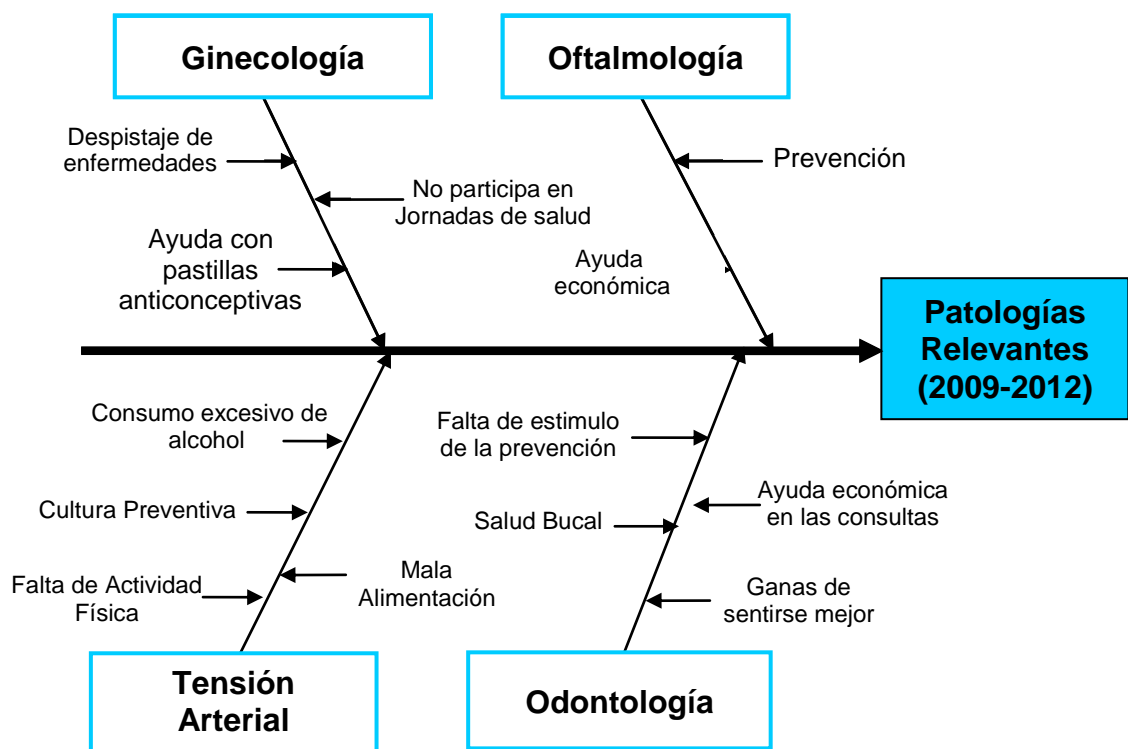 Ginecología
Oftalmología
Despistaje de
enfermedades
Prevención
No participa en
Jornadas de salud
Ayuda con
pastillas
anticonceptivas
Ayuda
económica
Patologías
Relevantes
(2009-2012)
Consumo excesivo de
alcohol
Falta de estimulo
de la prevención
Cultura Preventiva
Salud Bucal
Ayuda económica
en las consultas
Falta de Actividad
Física
Mala
Alimentación
Ganas de
sentirse mejor
Tensión
Arterial
Odontología